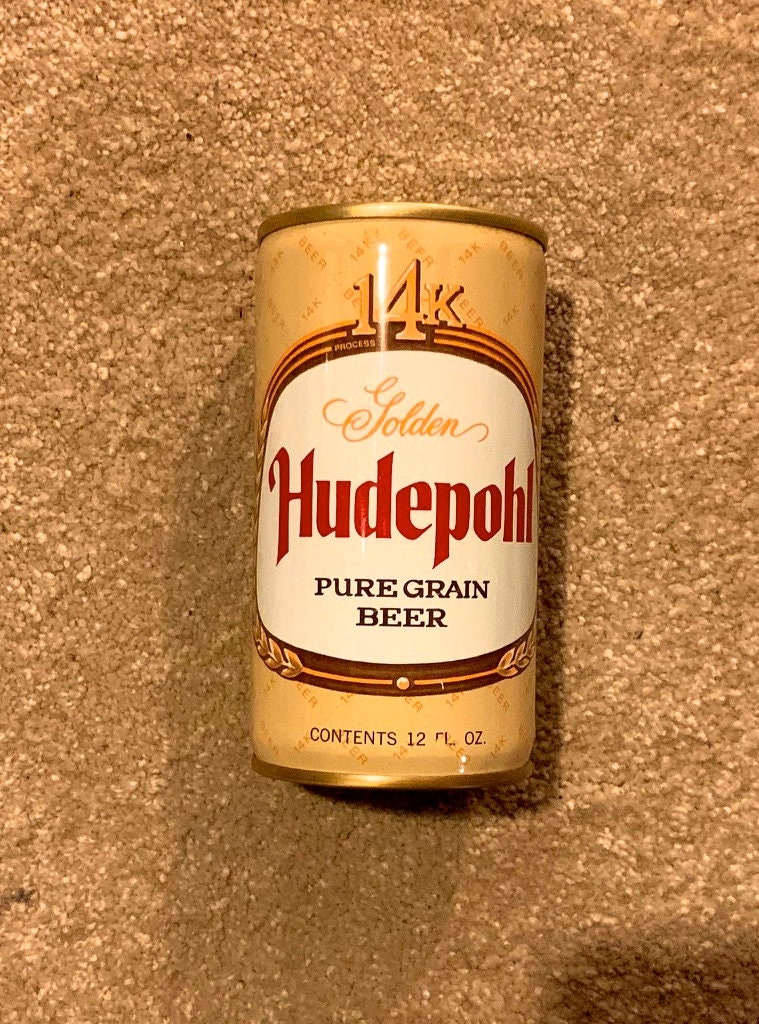 14K
PROCESS
Golden
Hudepohl
PURE GRAIN
BEER
CONTENTS 12 FL. OZ.